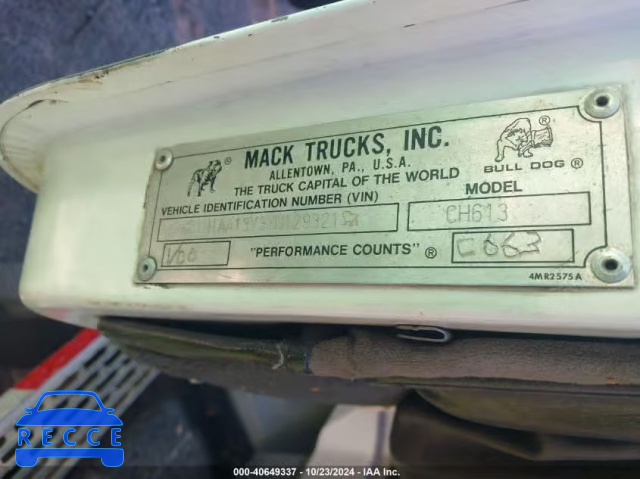 MACK TRUCKS, INC.
ALLENTOWN, PA., U.S.A.
THE TRUCK CAPITAL OF THE WORLD
BULL DOG ®
VEHICLE IDENTIFICATION NUMBER (VIN)
MODEL
CH613
"PERFORMANCE COUNTS" ®
4MR2575A
RECCE
000-40649337 - 10/23/2024 - IAA Inc.